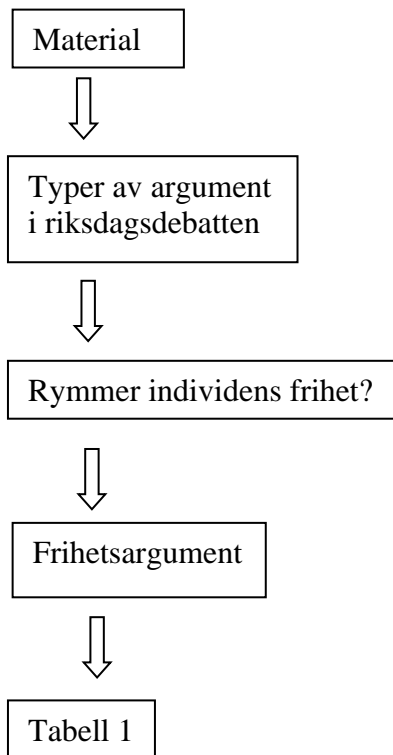 Material
Typer av argument
i riksdagsdebatten
Rymmer individens frihet?
Frihetsargument
Tabell 1